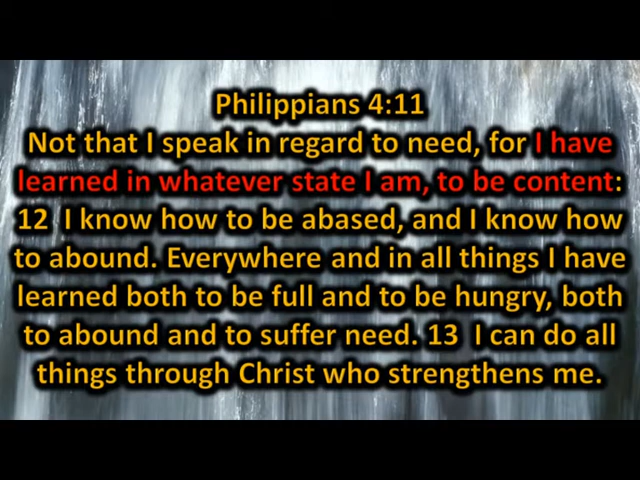 Philippians 4:11
Not that I speak in regard to need, for I have
learned in whatever state I am, to be content:
12  I know how to be abased, and I know how
to abound. Everywhere and in all things I have
learned both to be full and to be hungry, both
to abound and to suffer need. 13  I can do all
things through Christ who strengthens me.